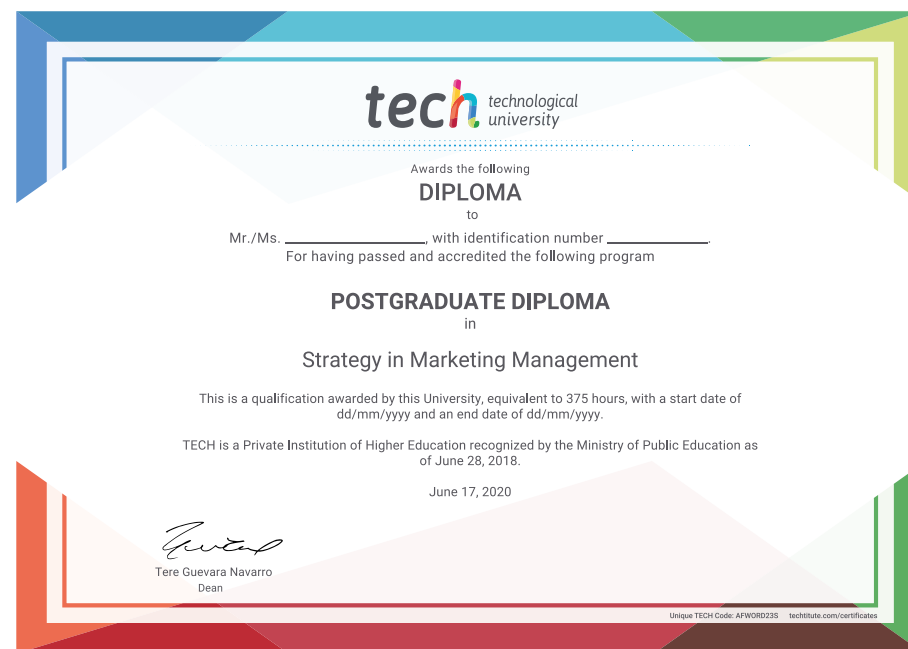 tech technological
university
Awards the following
DIPLOMA
to
Mr./Ms. ____________________, with identification number ______________.
For having passed and accredited the following program
POSTGRADUATE DIPLOMA
in
Strategy in Marketing Management
This is a qualification awarded by this University, equivalent to 375 hours, with a start date of
dd/mm/yyyy and an end date of dd/mm/yyyy.
TECH is a Private Institution of Higher Education recognized by the Ministry of Public Education as
of June 28, 2018.
June 17, 2020
Tere Guevara Navarro
Dean
Unique TECH Code: AFWORD23S techtitute.com/certificates